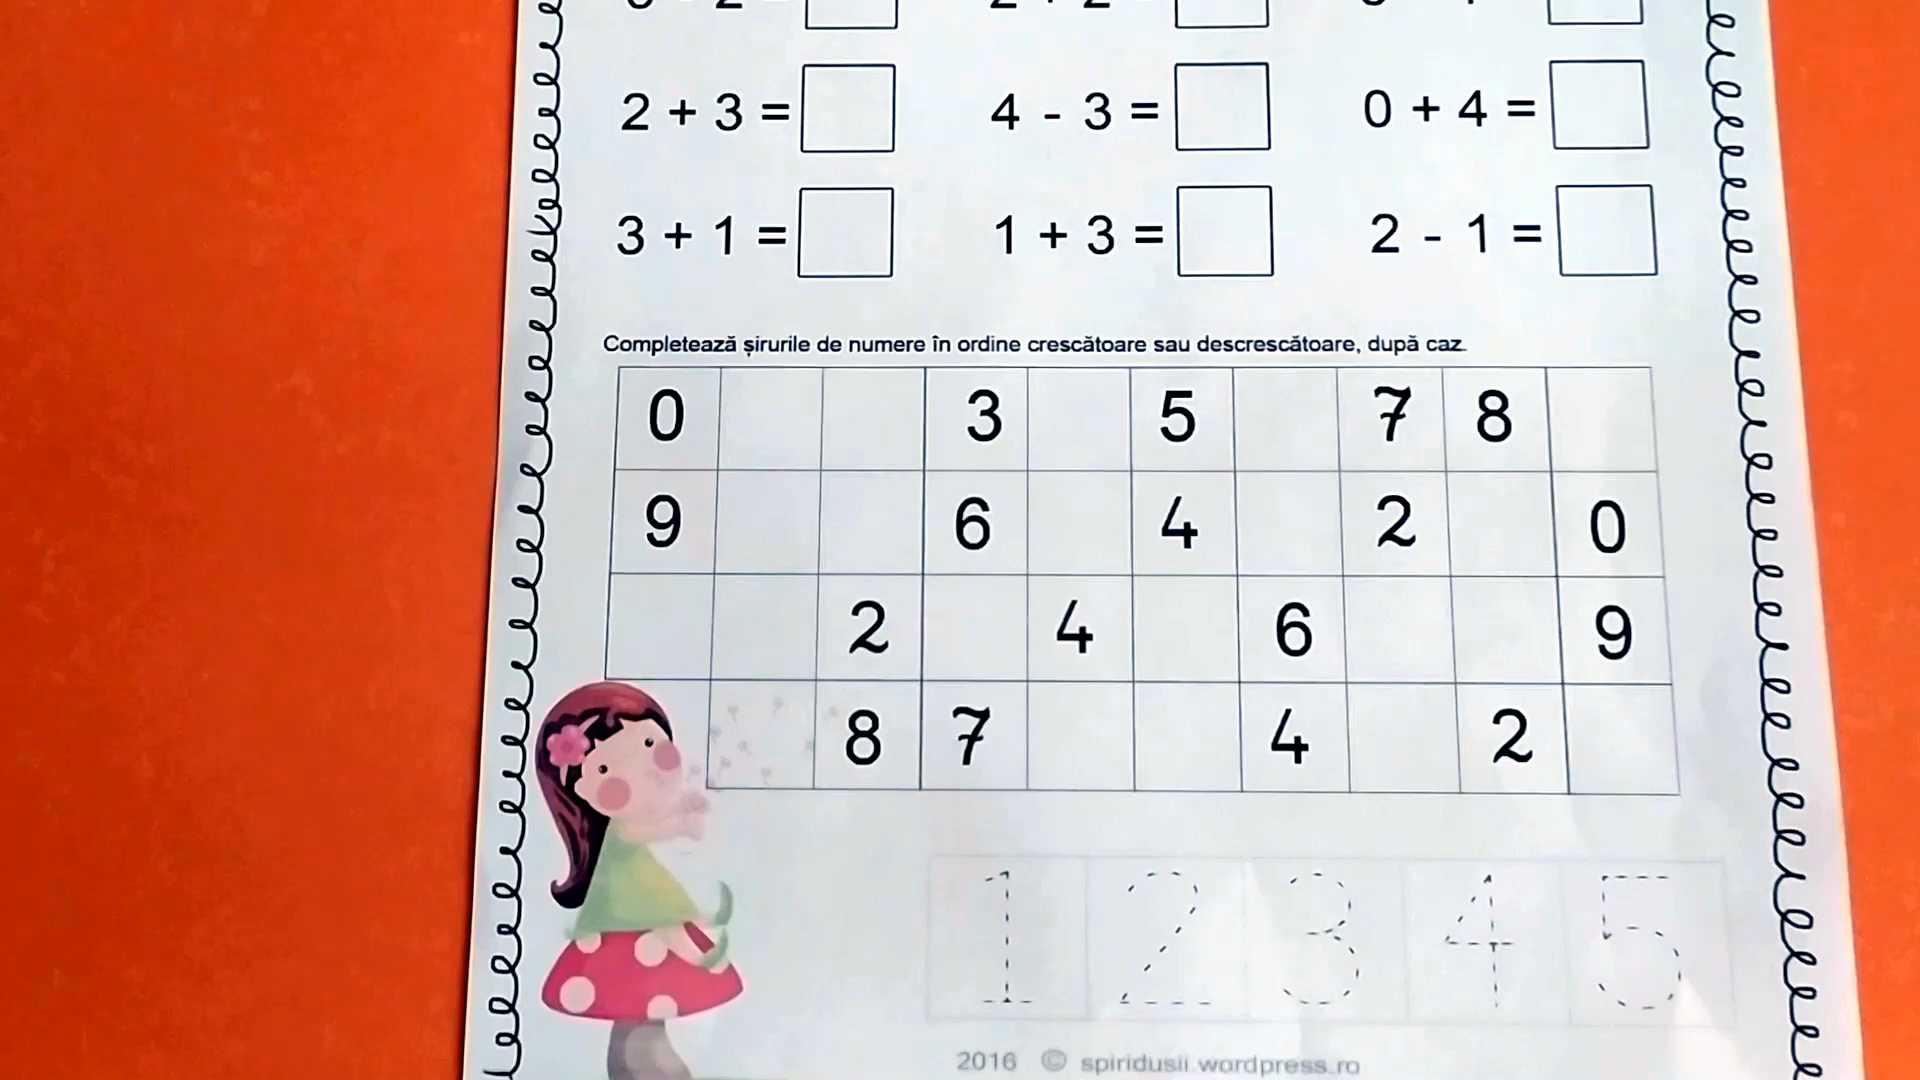 2 + 3 = 4 - 3 = 0 + 4 =
3 + 1 = 1 + 3 = 2 - 1 =
Completează șirurile de numere în ordine crescătoare sau descrescătoare, după caz.
0 3 5 7 8
9 6 4 2 0
2 4 6 9
8 7 4 2
1 2 3 4 5
2016 © spiridusii.wordpress.ro